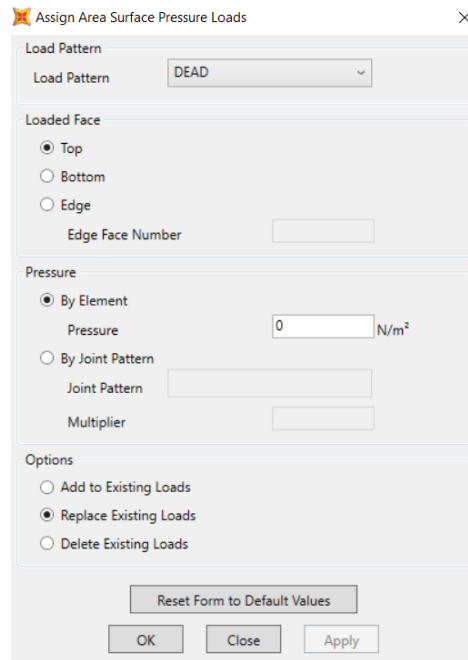 Assign Area Surface Pressure Loads
Load Pattern
Load Pattern DEAD
Loaded Face
Top
Bottom
Edge
Edge Face Number
Pressure
By Element
Pressure 0 N/m²
By Joint Pattern
Joint Pattern
Multiplier
Options
Add to Existing Loads
Replace Existing Loads
Delete Existing Loads
Reset Form to Default Values
OK Close Apply